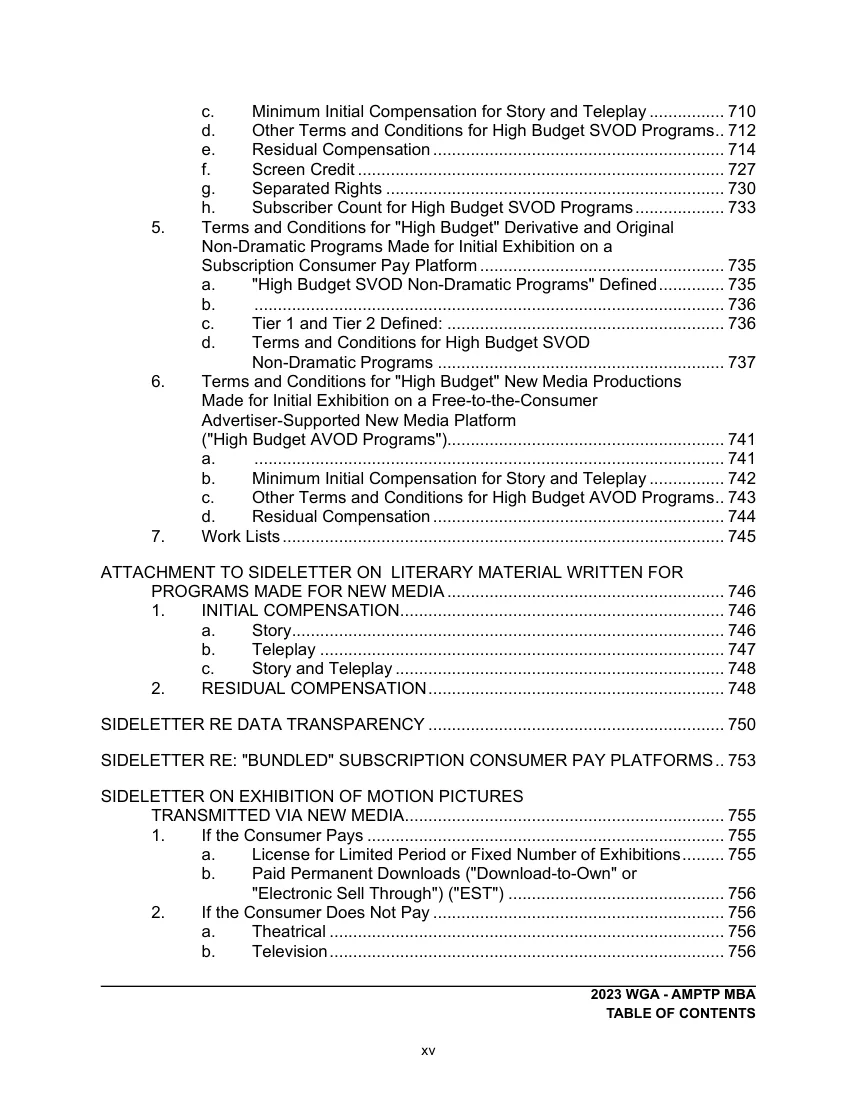 c. Minimum Initial Compensation for Story and Teleplay ................ 710
d. Other Terms and Conditions for High Budget SVOD Programs.. 712
e. Residual Compensation .............................................................. 714
f. Screen Credit .............................................................................. 727
g. Separated Rights ........................................................................ 730
h. Subscriber Count for High Budget SVOD Programs ................... 733
5. Terms and Conditions for "High Budget" Derivative and Original
Non-Dramatic Programs Made for Initial Exhibition on a
Subscription Consumer Pay Platform .................................................... 735
a. "High Budget SVOD Non-Dramatic Programs" Defined .............. 735
b. .................................................................................................... 736
c. Tier 1 and Tier 2 Defined: ........................................................... 736
d. Terms and Conditions for High Budget SVOD
Non-Dramatic Programs ............................................................. 737
6. Terms and Conditions for "High Budget" New Media Productions
Made for Initial Exhibition on a Free-to-the-Consumer
Advertiser-Supported New Media Platform
("High Budget AVOD Programs")........................................................... 741
a. .................................................................................................... 741
b. Minimum Initial Compensation for Story and Teleplay ................ 742
c. Other Terms and Conditions for High Budget AVOD Programs.. 743
d. Residual Compensation .............................................................. 744
7. Work Lists .............................................................................................. 745
ATTACHMENT TO SIDELETTER ON LITERARY MATERIAL WRITTEN FOR
PROGRAMS MADE FOR NEW MEDIA ........................................................... 746
1. INITIAL COMPENSATION..................................................................... 746
a. Story............................................................................................ 746
b. Teleplay ...................................................................................... 747
c. Story and Teleplay ...................................................................... 748
2. RESIDUAL COMPENSATION............................................................... 748
SIDELETTER RE DATA TRANSPARENCY ............................................................... 750
SIDELETTER RE: "BUNDLED" SUBSCRIPTION CONSUMER PAY PLATFORMS .. 753
SIDELETTER ON EXHIBITION OF MOTION PICTURES
TRANSMITTED VIA NEW MEDIA.................................................................... 755
1. If the Consumer Pays ............................................................................ 755
a. License for Limited Period or Fixed Number of Exhibitions ......... 755
b. Paid Permanent Downloads ("Download-to-Own" or
"Electronic Sell Through") ("EST") .............................................. 756
2. If the Consumer Does Not Pay .............................................................. 756
a. Theatrical .................................................................................... 756
b. Television .................................................................................... 756
2023 WGA - AMPTP MBA
TABLE OF CONTENTS
xv